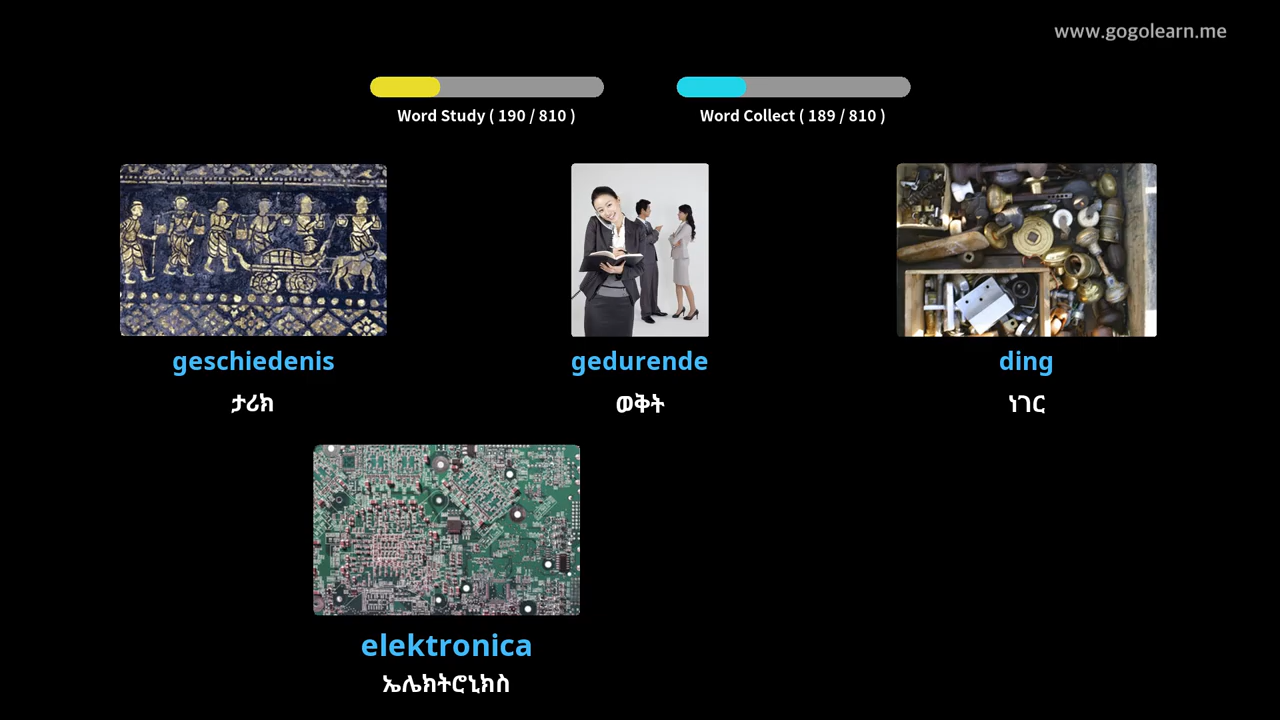 www.gogolearn.me
Word Study ( 190 / 810 )
Word Collect ( 189 / 810 )
geschiedenis
ታሪክ
gedurende
ወቅት
ding
ነገር
elektronica
ኤሌክትሮኒክስ